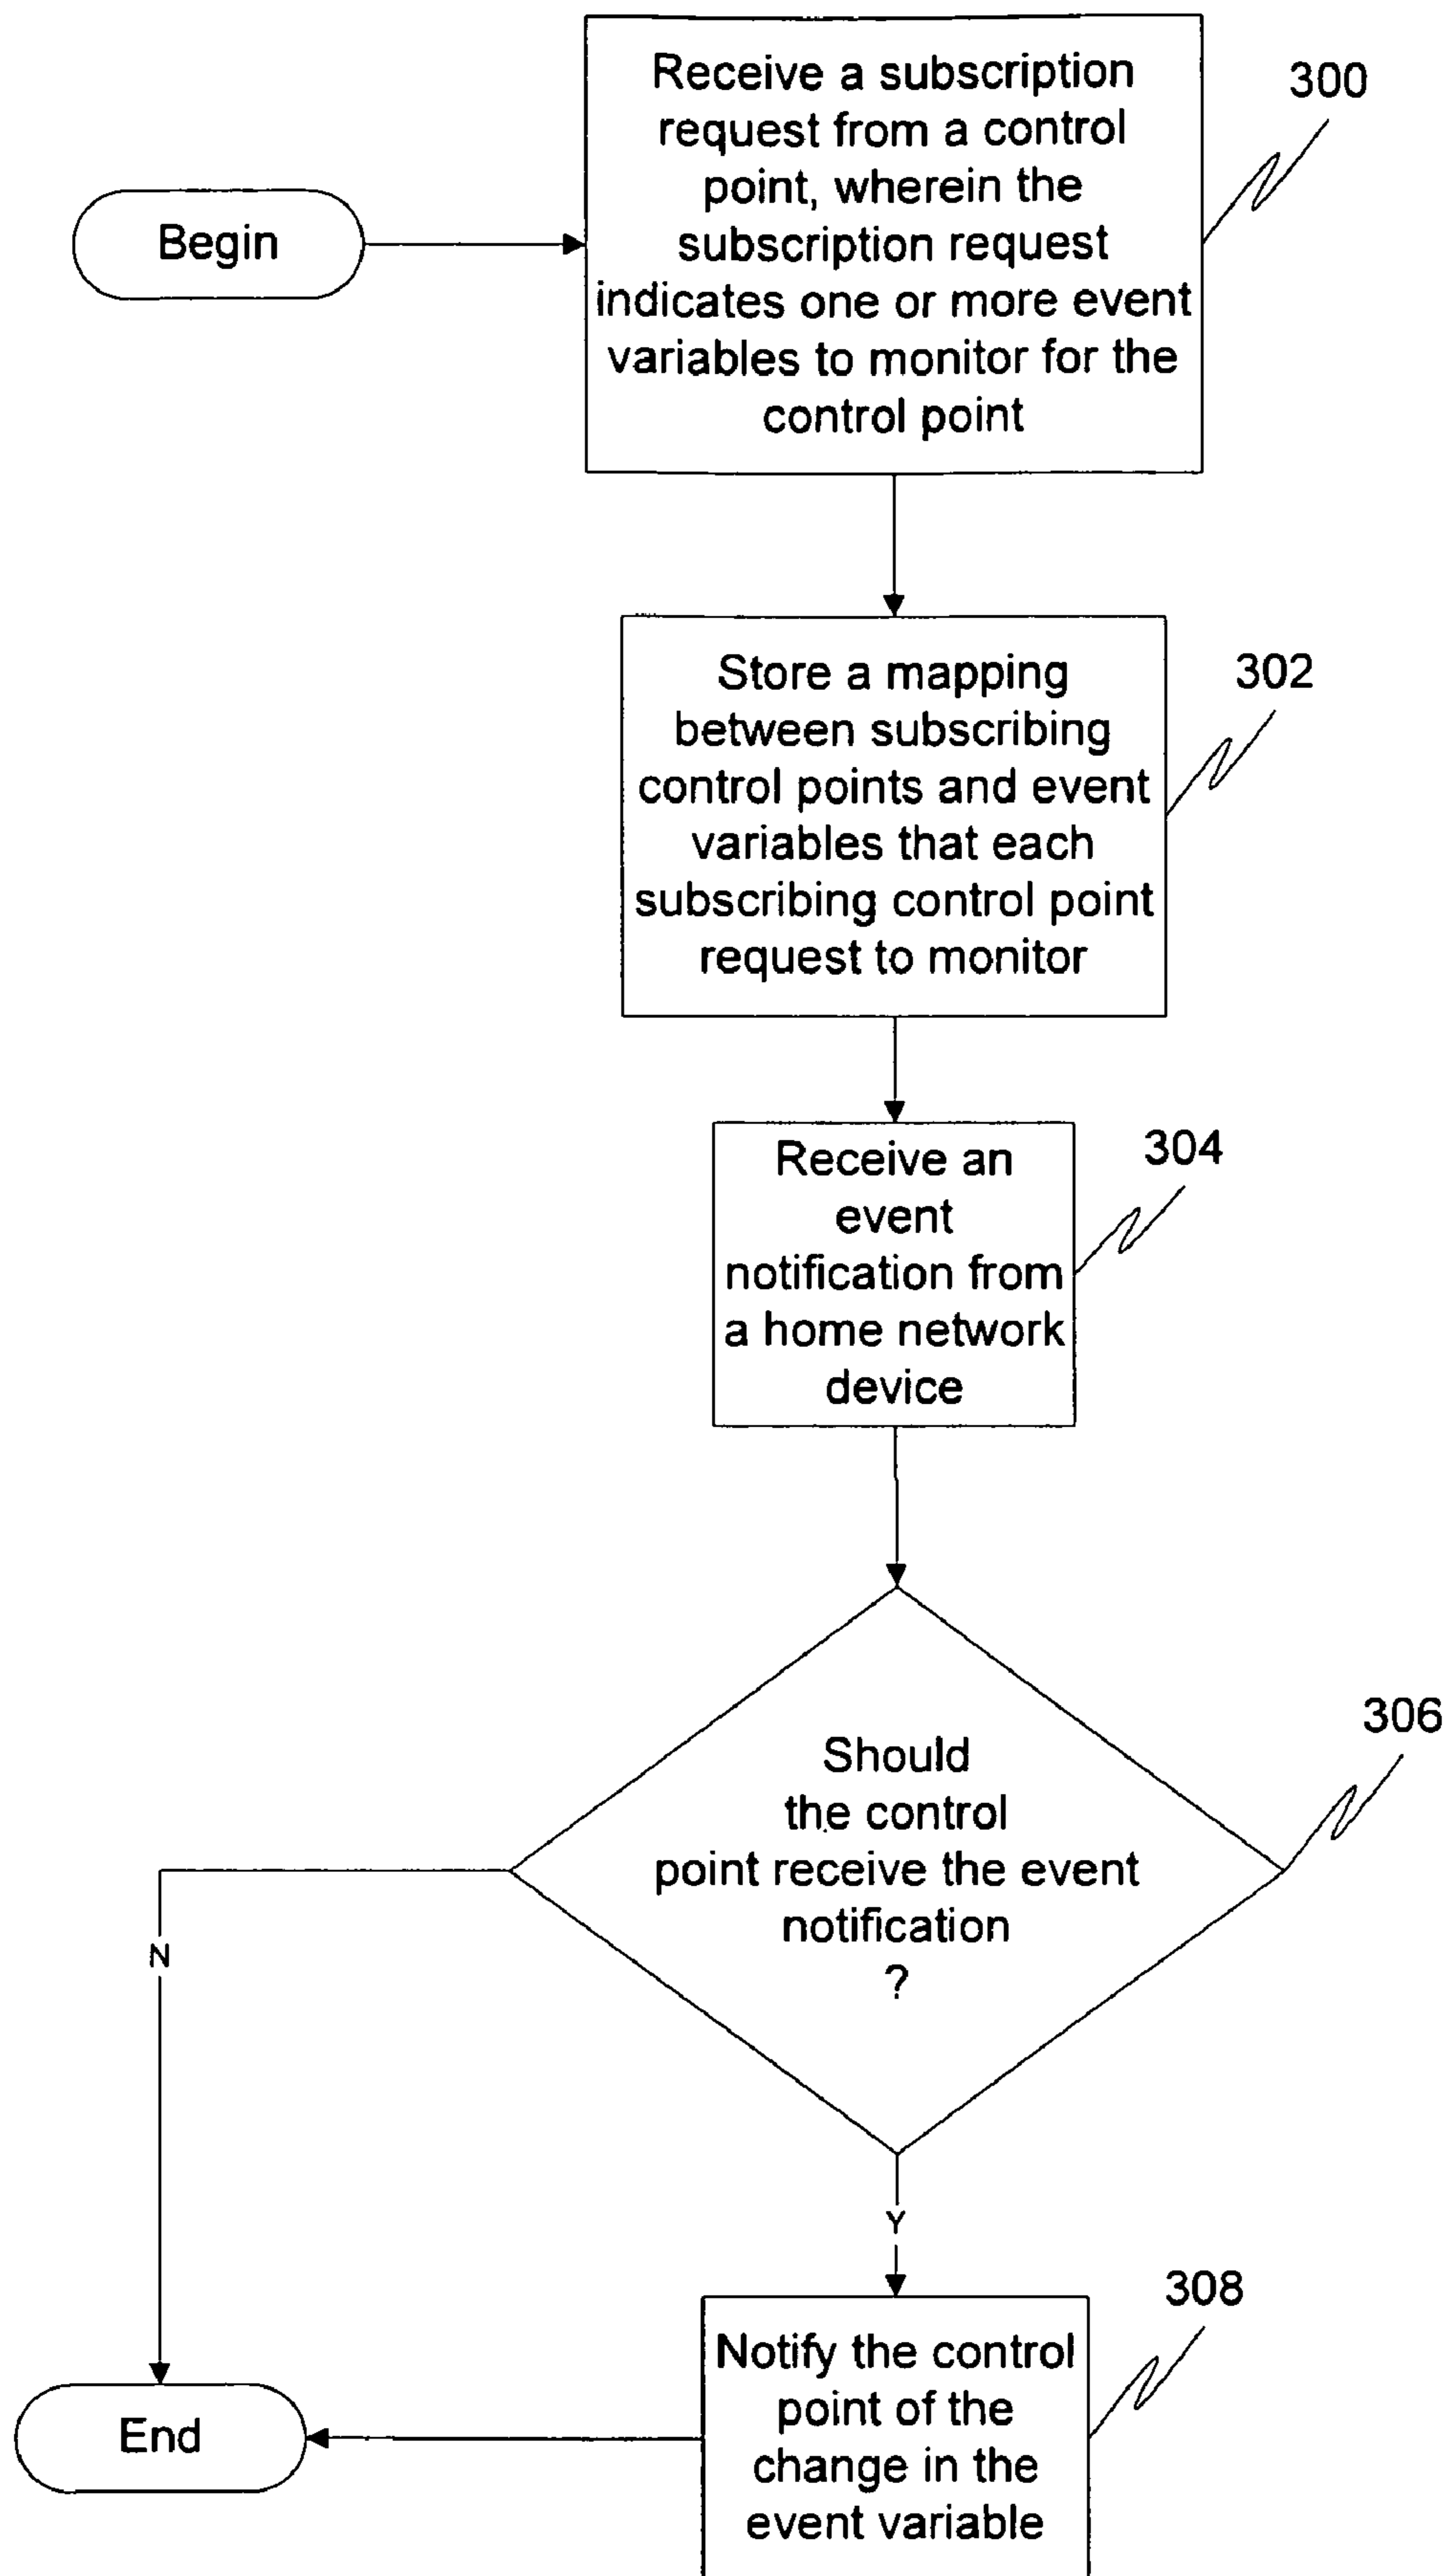 Begin
Receive a subscription
request from a control
point, wherein the
subscription request
indicates one or more event
variables to monitor for the
control point
300
Store a mapping
between subscribing
control points and event
variables that each
subscribing control point
request to monitor
302
Receive an
event
notification from
a home network
device
304
Should
the control
point receive the event
notification
?
306
N
Y
Notify the control
point of the
change in the
event variable
308
End